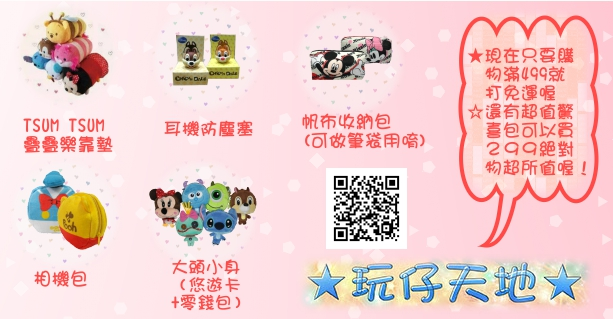 TSUM TSUM
疊疊樂靠墊
耳機防塵塞
帆布收納包
(可做筆袋用唷)
★現在只要購
物滿499就
打免運喔
☆還有超值驚
喜包可以買
299絕對
物超所值喔！
相機包
大頭小身
(悠遊卡
+零錢包)
★玩仔天地★